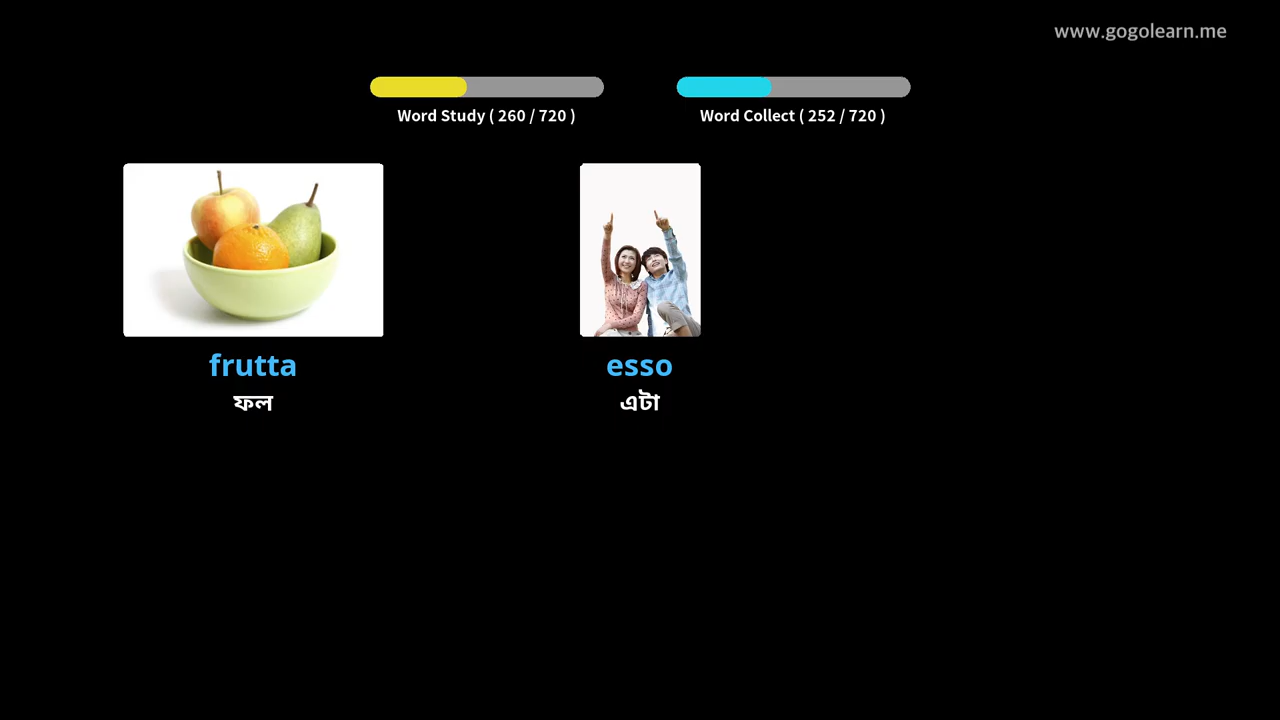 www.gogolearn.me
Word Study ( 260 / 720 )
Word Collect ( 252 / 720 )
frutta
ফল
esso
এটা